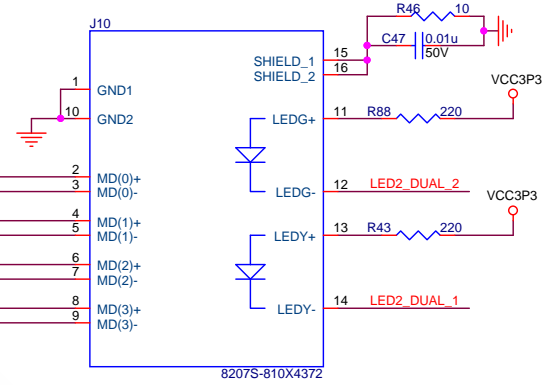 J10
R46 10
C47 0.01u
50V
SHIELD_1 15
SHIELD_2 16
VCC3P3
1 GND1
10 GND2
LEDG+ 11 R88 220
2 MD(0)+
3 MD(0)-
LEDG- 12 LED2_DUAL_2
VCC3P3
4 MD(1)+
5 MD(1)-
LEDY+ 13 R43 220
6 MD(2)+
7 MD(2)-
8 MD(3)+
9 MD(3)-
LEDY- 14 LED2_DUAL_1
8207S-810X4372